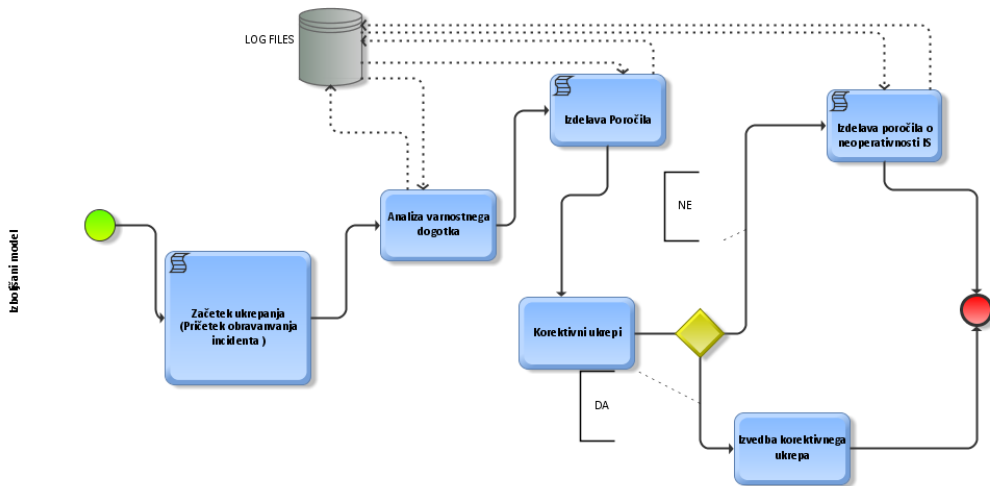 LOG FILES
Izdelava Poročila
Izdelava poročila o
neoperativnosti IS
Analiza varnostnega
dogotka
NE
Izboljšani model
Začetek ukrepanja
(Pričetek obravanvanja
incidenta )
Korektivni ukrepi
DA
Izvedba korektivnega
ukrepa